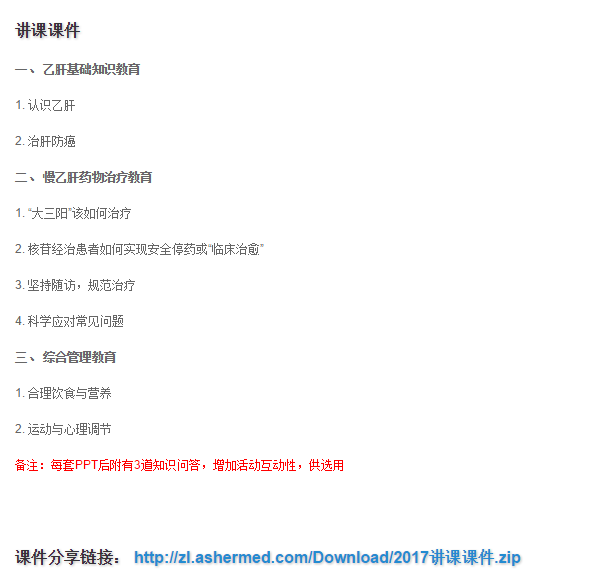 讲课课件
一、乙肝基础知识教育
1. 认识乙肝
2. 治肝防癌
二、慢乙肝药物治疗教育
1. “大三阳”该如何治疗
2. 核苷经治患者如何实现安全停药或“临床治愈”
3. 坚持随访，规范治疗
4. 科学应对常见问题
三、综合管理教育
1. 合理饮食与营养
2. 运动与心理调节
备注：每套PPT后附有3道知识问答，增加活动互动性，供选用
课件分享链接： http://zl.ashermed.com/Download/2017讲课课件.zip